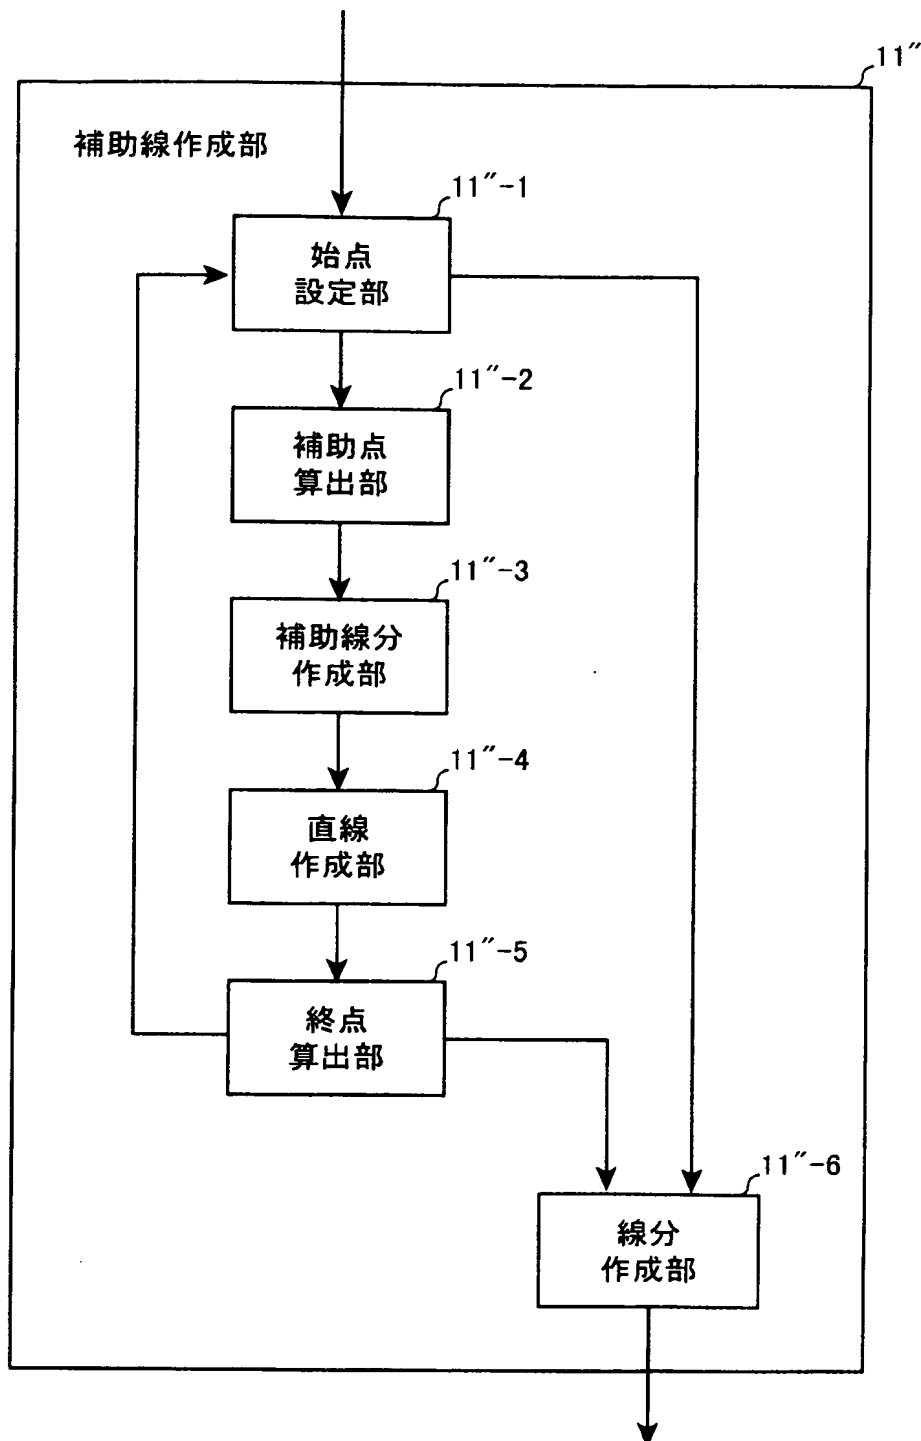 11″
補助線作成部
11″-1
始点
設定部
11″-2
補助点
算出部
11″-3
補助線分
作成部
11″-4
直線
作成部
11″-5
終点
算出部
11″-6
線分
作成部